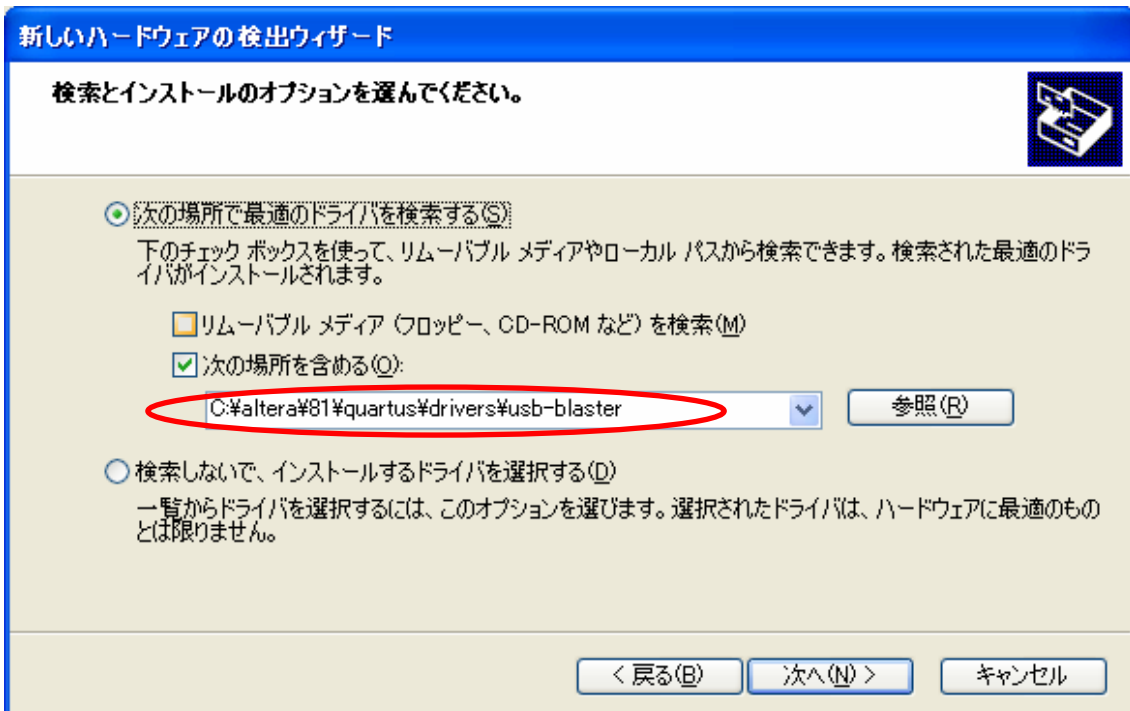 新しいハードウェアの検出ウィザード
検索とインストールのオプションを選んでください。
次の場所で最適のドライバを検索する(S)
下のチェック ボックスを使って、リムーバブル メディアやローカル パスから検索できます。検索された最適のドラ
イバがインストールされます。
リムーバブル メディア (フロッピー、CD-ROM など) を検索(M)
次の場所を含める(O):
C:¥altera¥81¥quartus¥drivers¥usb-blaster
参照(R)
検索しないで、インストールするドライバを選択する(D)
一覧からドライバを選択するには、このオプションを選びます。選択されたドライバは、ハードウェアに最適のもの
とは限りません。
< 戻る(B)
次へ(N) >
キャンセル